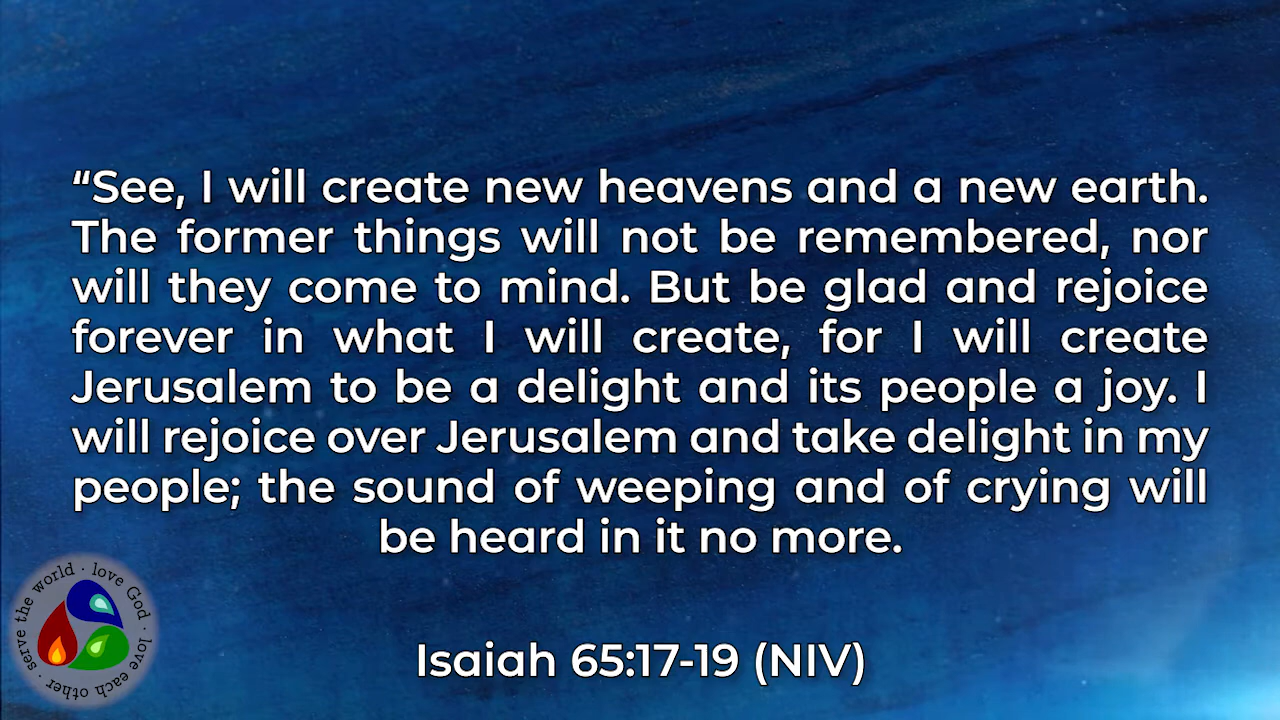 “See, I will create new heavens and a new earth.
The former things will not be remembered, nor
will they come to mind. But be glad and rejoice
forever in what I will create, for I will create
Jerusalem to be a delight and its people a joy. I
will rejoice over Jerusalem and take delight in my
people; the sound of weeping and of crying will
be heard in it no more.
Isaiah 65:17-19 (NIV)
love God · love each other · serve the world ·